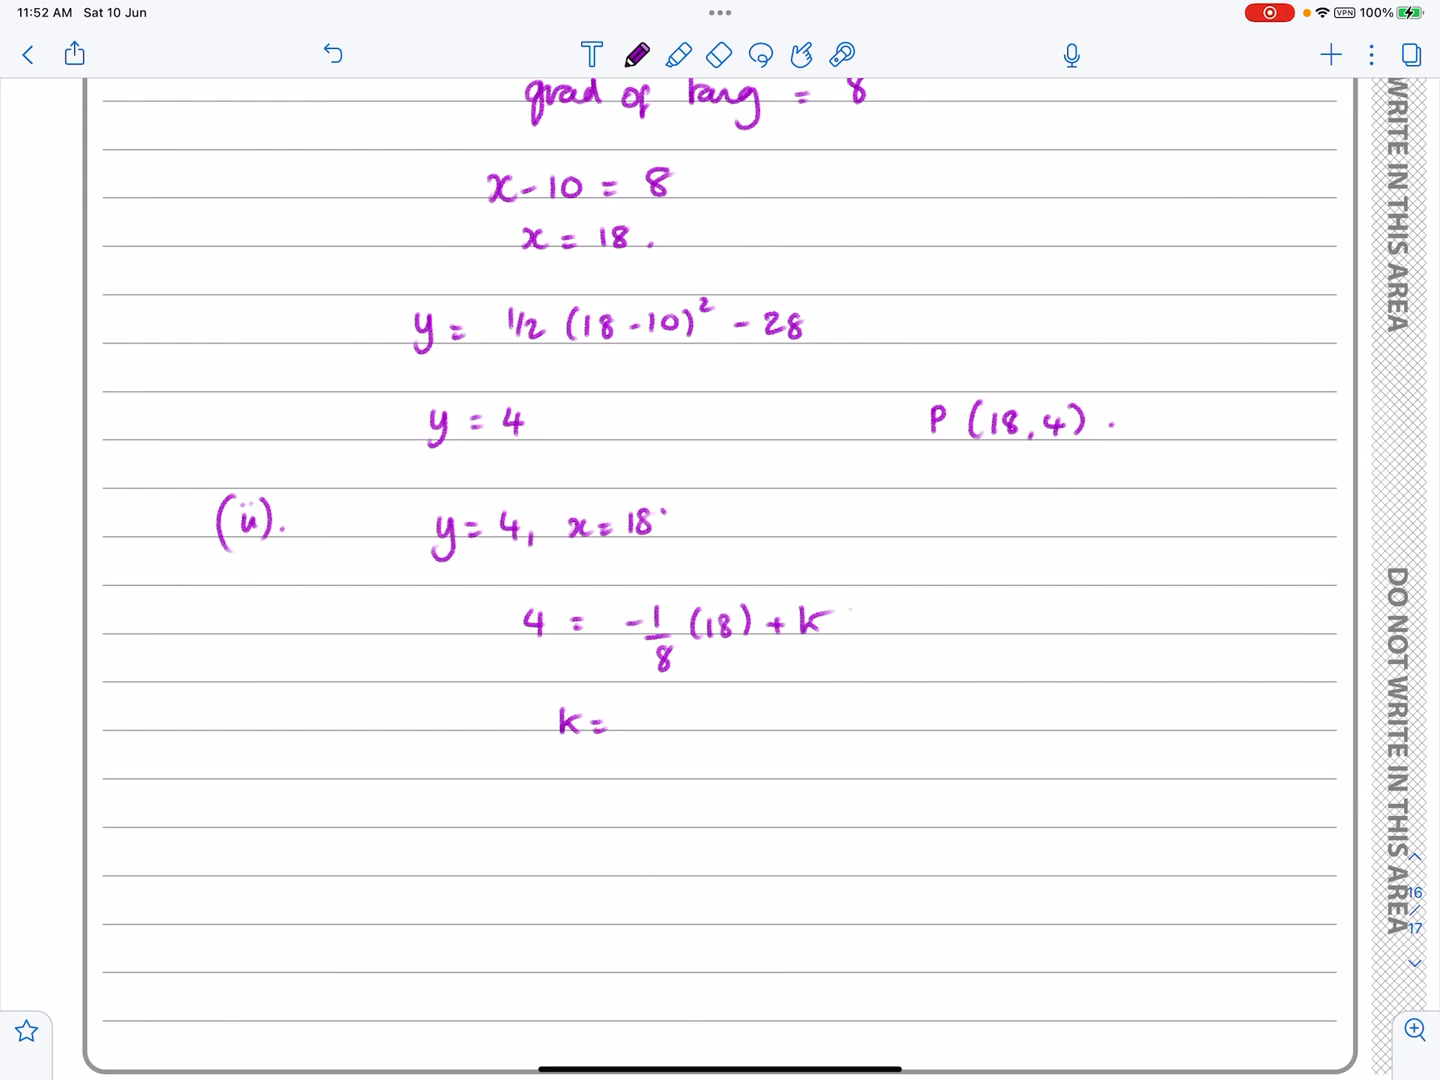 11:52 AM Sat 10 Jun
VPN 100%
T
grad of tang = 8
x - 10 = 8
x = 18 .
y = 1/2 (18 - 10)² - 28
y = 4
P (18, 4) .
(ii).
y = 4, x = 18
4 = -1/8 (18) + k
k =
WRITE IN THIS AREA
DO NOT WRITE IN THIS AREA
16
/
17